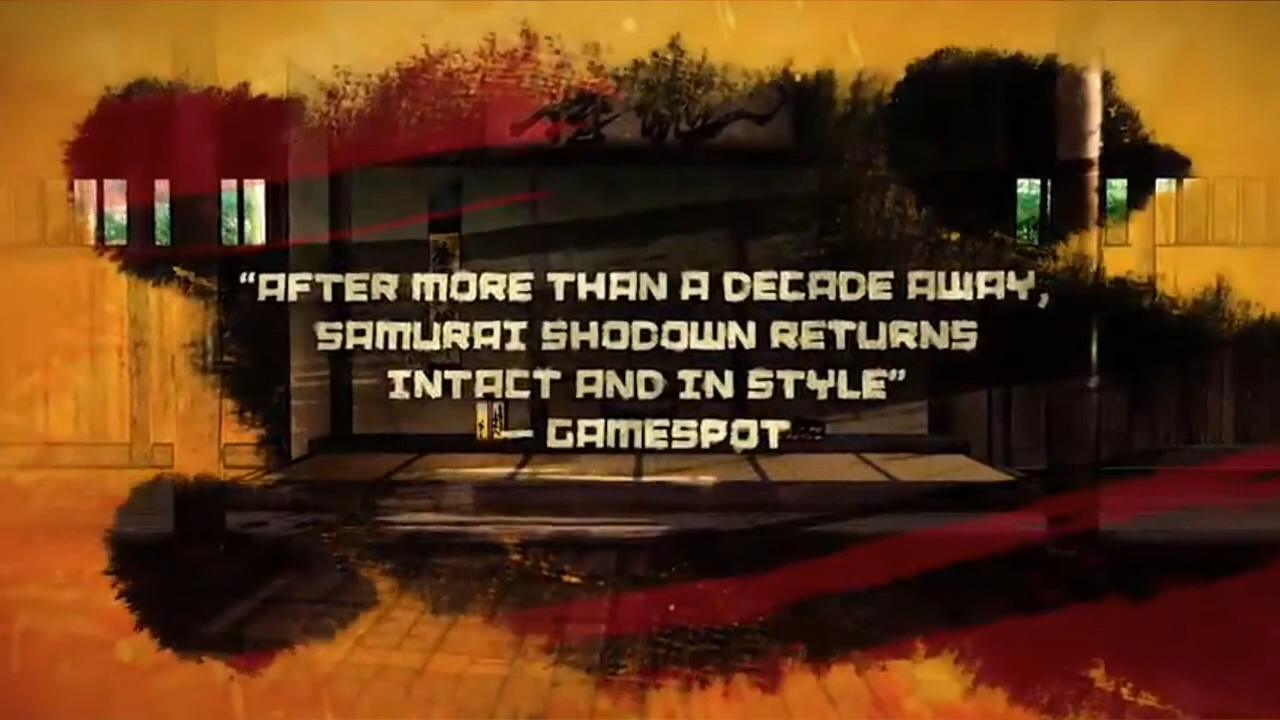 “AFTER MORE THAN A DECADE AWAY,
SAMURAI SHODOWN RETURNS
INTACT AND IN STYLE”
— GAMESPOT